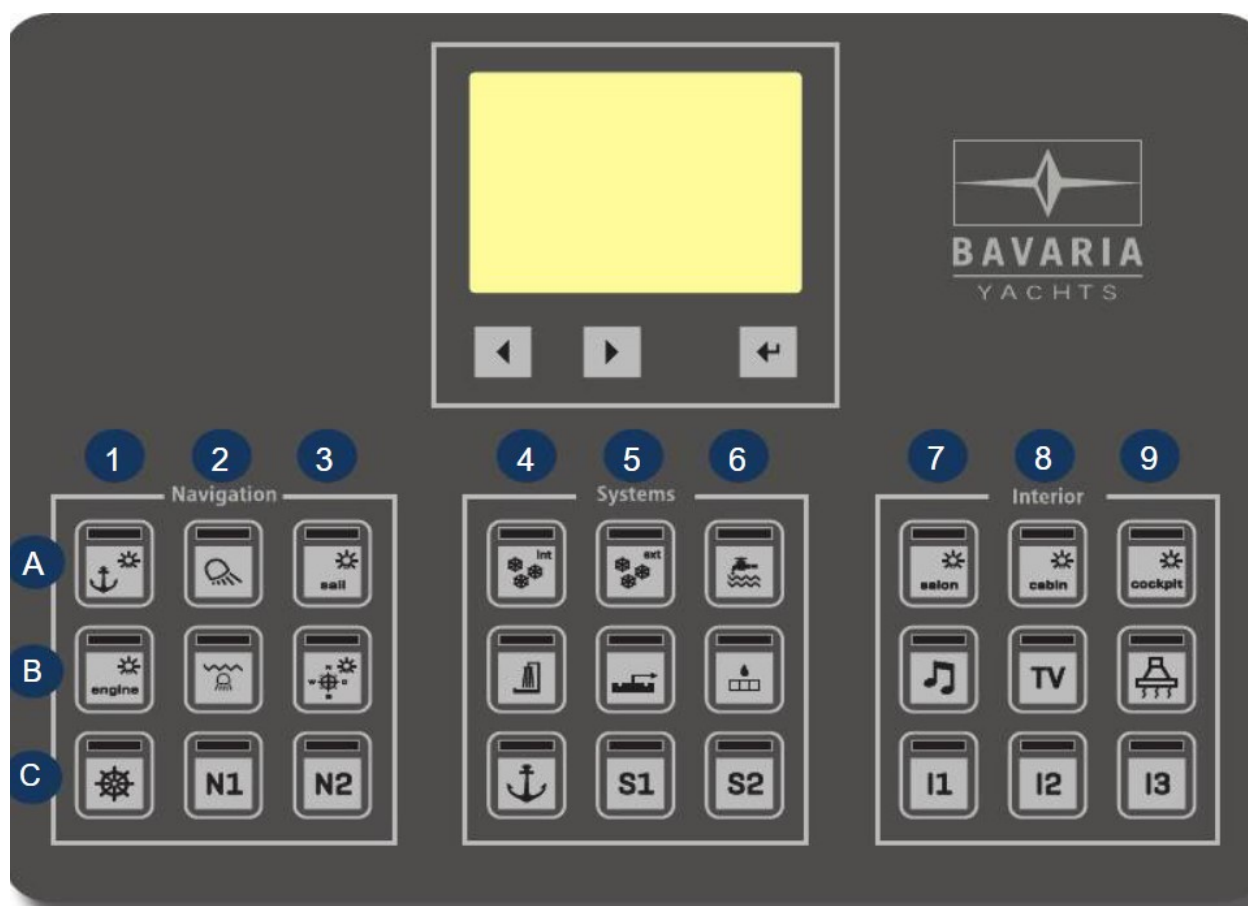 BAVARIA
YACHTS
1 2 3 4 5 6 7 8 9
Navigation Systems Interior
A
sail
int
ext
salon
cabin
cockpit
B
engine
N
W O
S
TV
C
N1
N2
S1
S2
I1
I2
I3